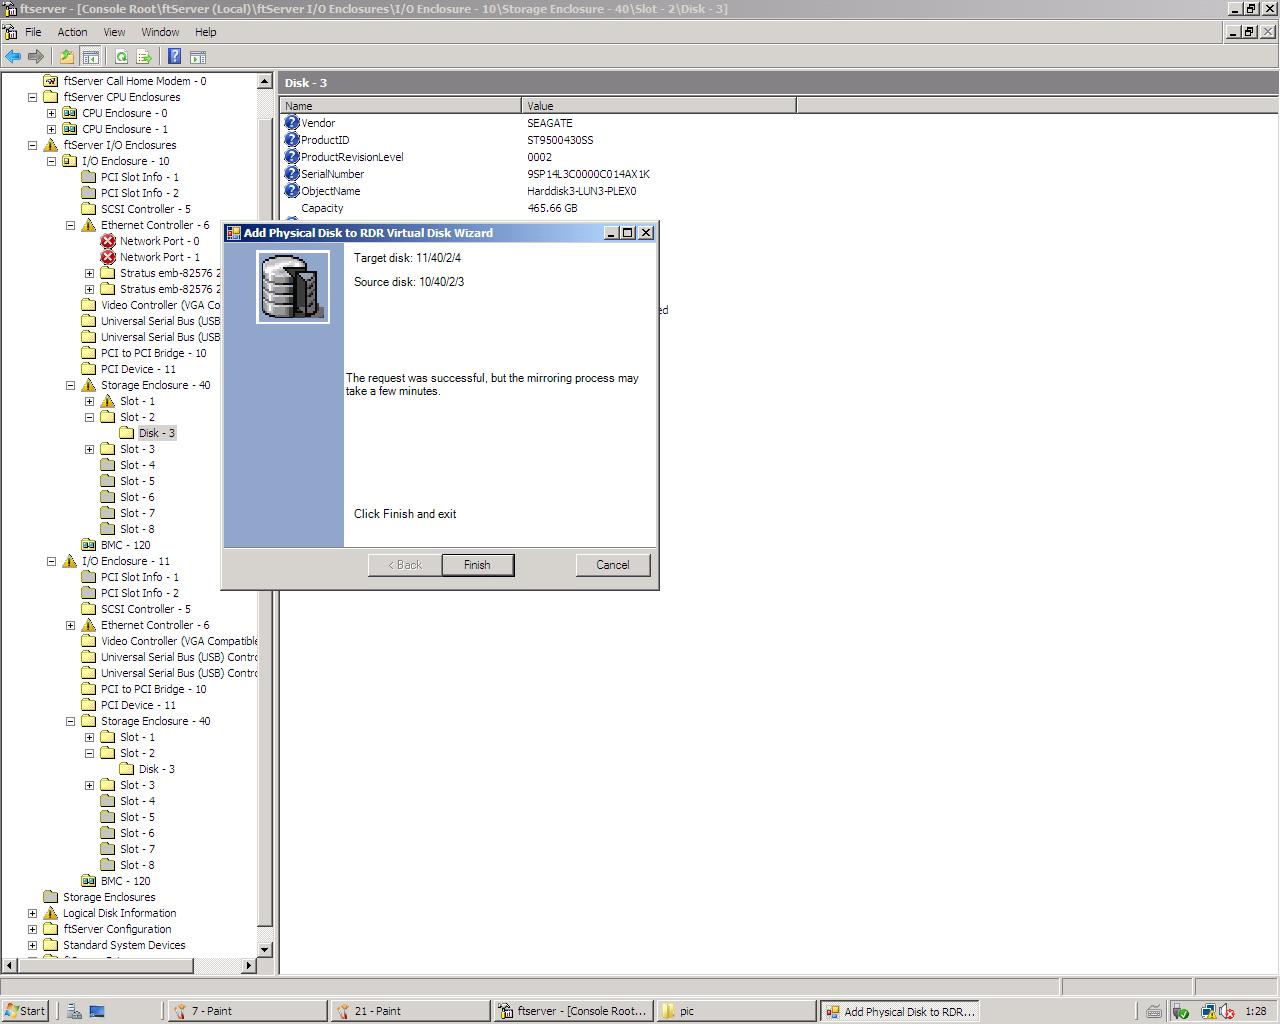 ftserver - [Console Root\ftServer (Local)\ftServer I/O Enclosures\I/O Enclosure - 10\Storage Enclosure - 40\Slot - 2\Disk - 3]
File Action View Window Help
ftServer Call Home Modem - 0
ftServer CPU Enclosures
CPU Enclosure - 0
CPU Enclosure - 1
ftServer I/O Enclosures
I/O Enclosure - 10
PCI Slot Info - 1
PCI Slot Info - 2
SCSI Controller - 5
Ethernet Controller - 6
Network Port - 0
Network Port - 1
Stratus emb-82576 2
Stratus emb-82576 2
Video Controller (VGA Co
Universal Serial Bus (USB
Universal Serial Bus (USB
PCI to PCI Bridge - 10
PCI Device - 11
Storage Enclosure - 40
Slot - 1
Slot - 2
Disk - 3
Slot - 3
Slot - 4
Slot - 5
Slot - 6
Slot - 7
Slot - 8
BMC - 120
I/O Enclosure - 11
PCI Slot Info - 1
PCI Slot Info - 2
SCSI Controller - 5
Ethernet Controller - 6
Video Controller (VGA Compatible
Universal Serial Bus (USB) Contro
Universal Serial Bus (USB) Contro
PCI to PCI Bridge - 10
PCI Device - 11
Storage Enclosure - 40
Slot - 1
Slot - 2
Disk - 3
Slot - 3
Slot - 4
Slot - 5
Slot - 6
Slot - 7
Slot - 8
BMC - 120
Storage Enclosures
Logical Disk Information
ftServer Configuration
Standard System Devices
Disk - 3
Name Value
Vendor SEAGATE
ProductID ST9500430SS
ProductRevisionLevel 0002
SerialNumber 9SP14L3C0000C014AX1K
ObjectName Harddisk3-LUN3-PLEX0
Capacity 465.66 GB
ed
Add Physical Disk to RDR Virtual Disk Wizard
Target disk: 11/40/2/4
Source disk: 10/40/2/3
The request was successful, but the mirroring process may
take a few minutes.
Click Finish and exit
< Back Finish Cancel
Start 7 - Paint 21 - Paint ftserver - [Console Root... pic Add Physical Disk to RDR... 1:28